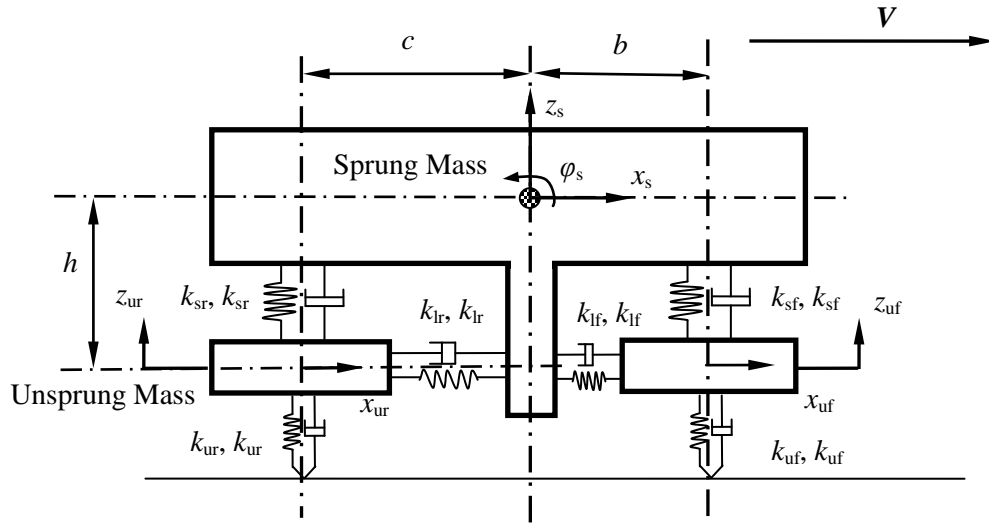 V
c
b
z_s
Sprung Mass
φ_s
x_s
h
z_ur
k_sr, k_sr
k_lr, k_lr
k_lf, k_lf
k_sf, k_sf
z_uf
Unsprung Mass
x_ur
x_uf
k_ur, k_ur
k_uf, k_uf